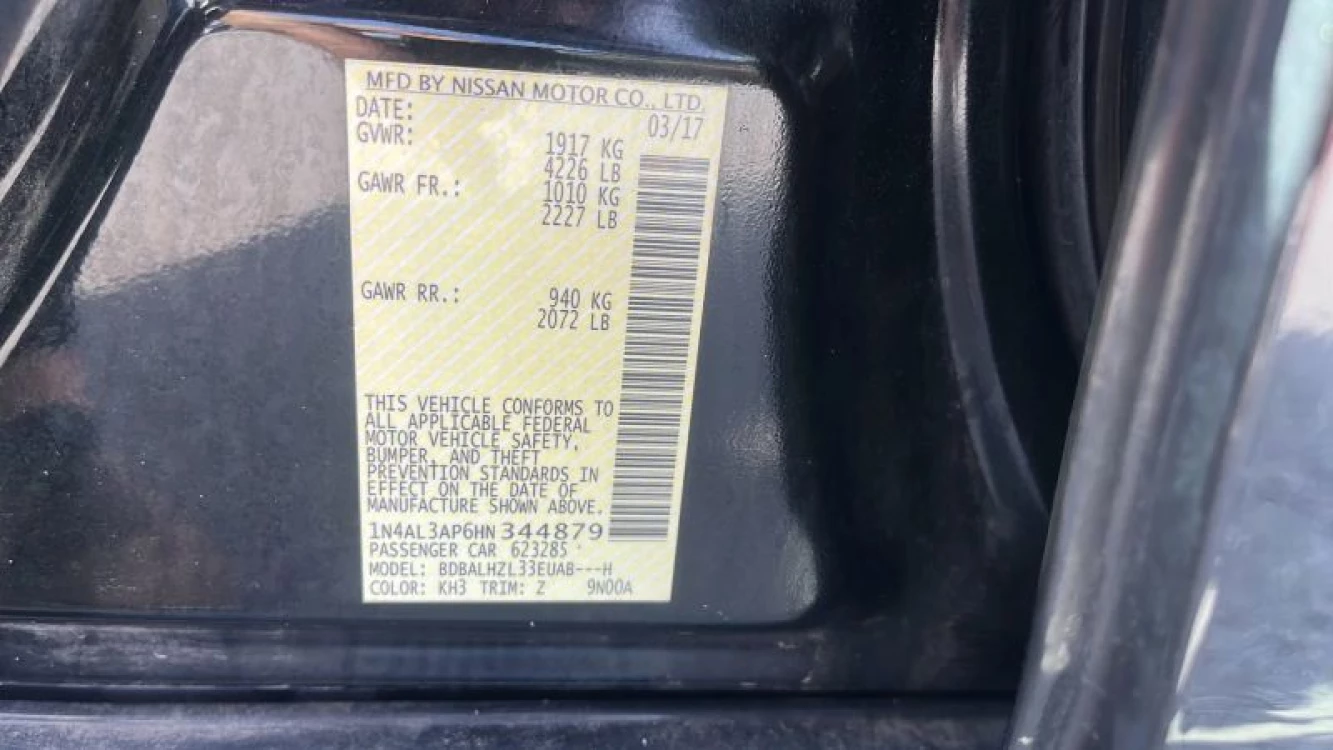 MFD BY NISSAN MOTOR CO., LTD.
DATE: 03/17
GVWR: 1917 KG
4226 LB
GAWR FR.: 1010 KG
2227 LB
GAWR RR.: 940 KG
2072 LB
THIS VEHICLE CONFORMS TO
ALL APPLICABLE FEDERAL
MOTOR VEHICLE SAFETY,
BUMPER, AND THEFT
PREVENTION STANDARDS IN
EFFECT ON THE DATE OF
MANUFACTURE SHOWN ABOVE.
1N4AL3AP6HN 344879
PASSENGER CAR 623285
MODEL: BDBALHZL33EUAB---H
COLOR: KH3 TRIM: Z 9N00A